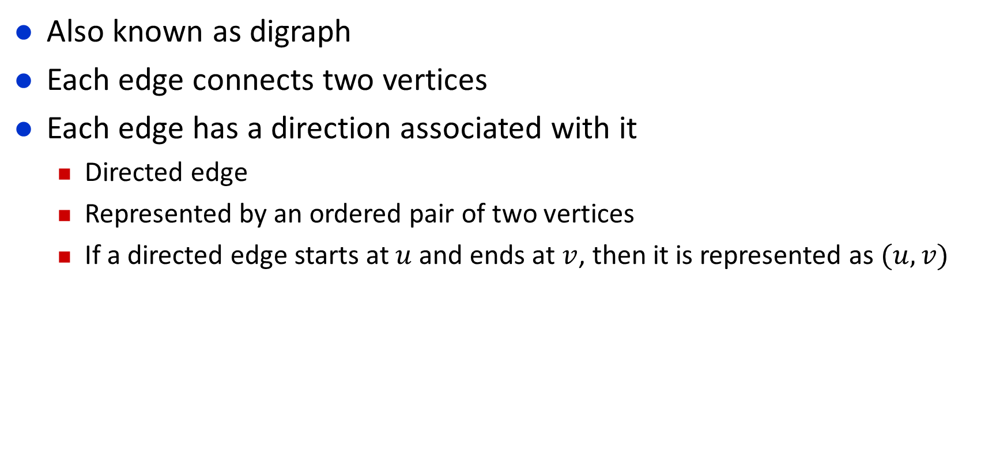 Also known as digraph
Each edge connects two vertices
Each edge has a direction associated with it
Directed edge
Represented by an ordered pair of two vertices
If a directed edge starts at 𝑢 and ends at 𝑣, then it is represented as (𝑢, 𝑣)